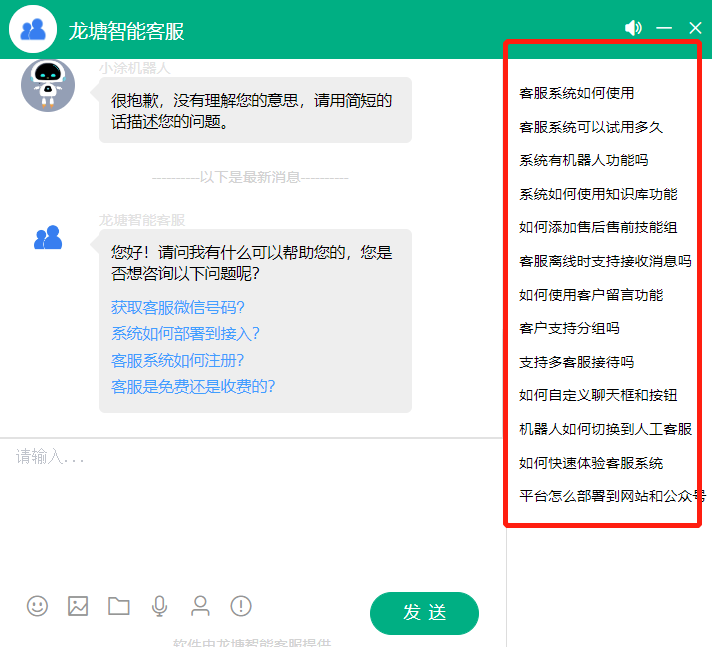 龙塘智能客服
小涂机器人
很抱歉，没有理解您的意思，请用简短的
话描述您的问题。
----------以下是最新消息----------
龙塘智能客服
您好！请问我有什么可以帮助您的，您是
否想咨询以下问题呢？
获取客服微信号码？
系统如何部署到接入？
客服系统如何注册？
客服是免费还是收费的？
请输入...
发 送
软件由龙塘智能客服提供
客服系统如何使用
客服系统可以试用多久
系统有机器人功能吗
系统如何使用知识库功能
如何添加售后售前技能组
客服离线时支持接收消息吗
如何使用客户留言功能
客户支持分组吗
支持多客服接待吗
如何自定义聊天框和按钮
机器人如何切换到人工客服
如何快速体验客服系统
平台怎么部署到网站和公众号